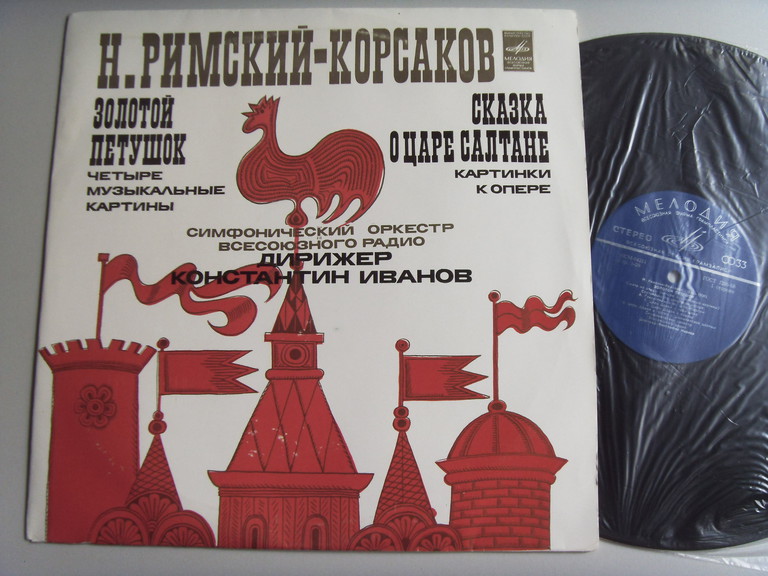 Н. РИМСКИЙ-КОРСАКОВ
МЕЛОДИЯ
ЗОЛОТОЙ
ПЕТУШОК
ЧЕТЫРЕ
МУЗЫКАЛЬНЫЕ
КАРТИНЫ
СКАЗКА
О ЦАРЕ САЛТАНЕ
КАРТИНКИ
К ОПЕРЕ
СИМФОНИЧЕСКИЙ ОРКЕСТР
ВСЕСОЮЗНОГО РАДИО
ДИРИЖЕР
КОНСТАНТИН ИВАНОВ
МЕЛОДИЯ
СТЕРЕО
33